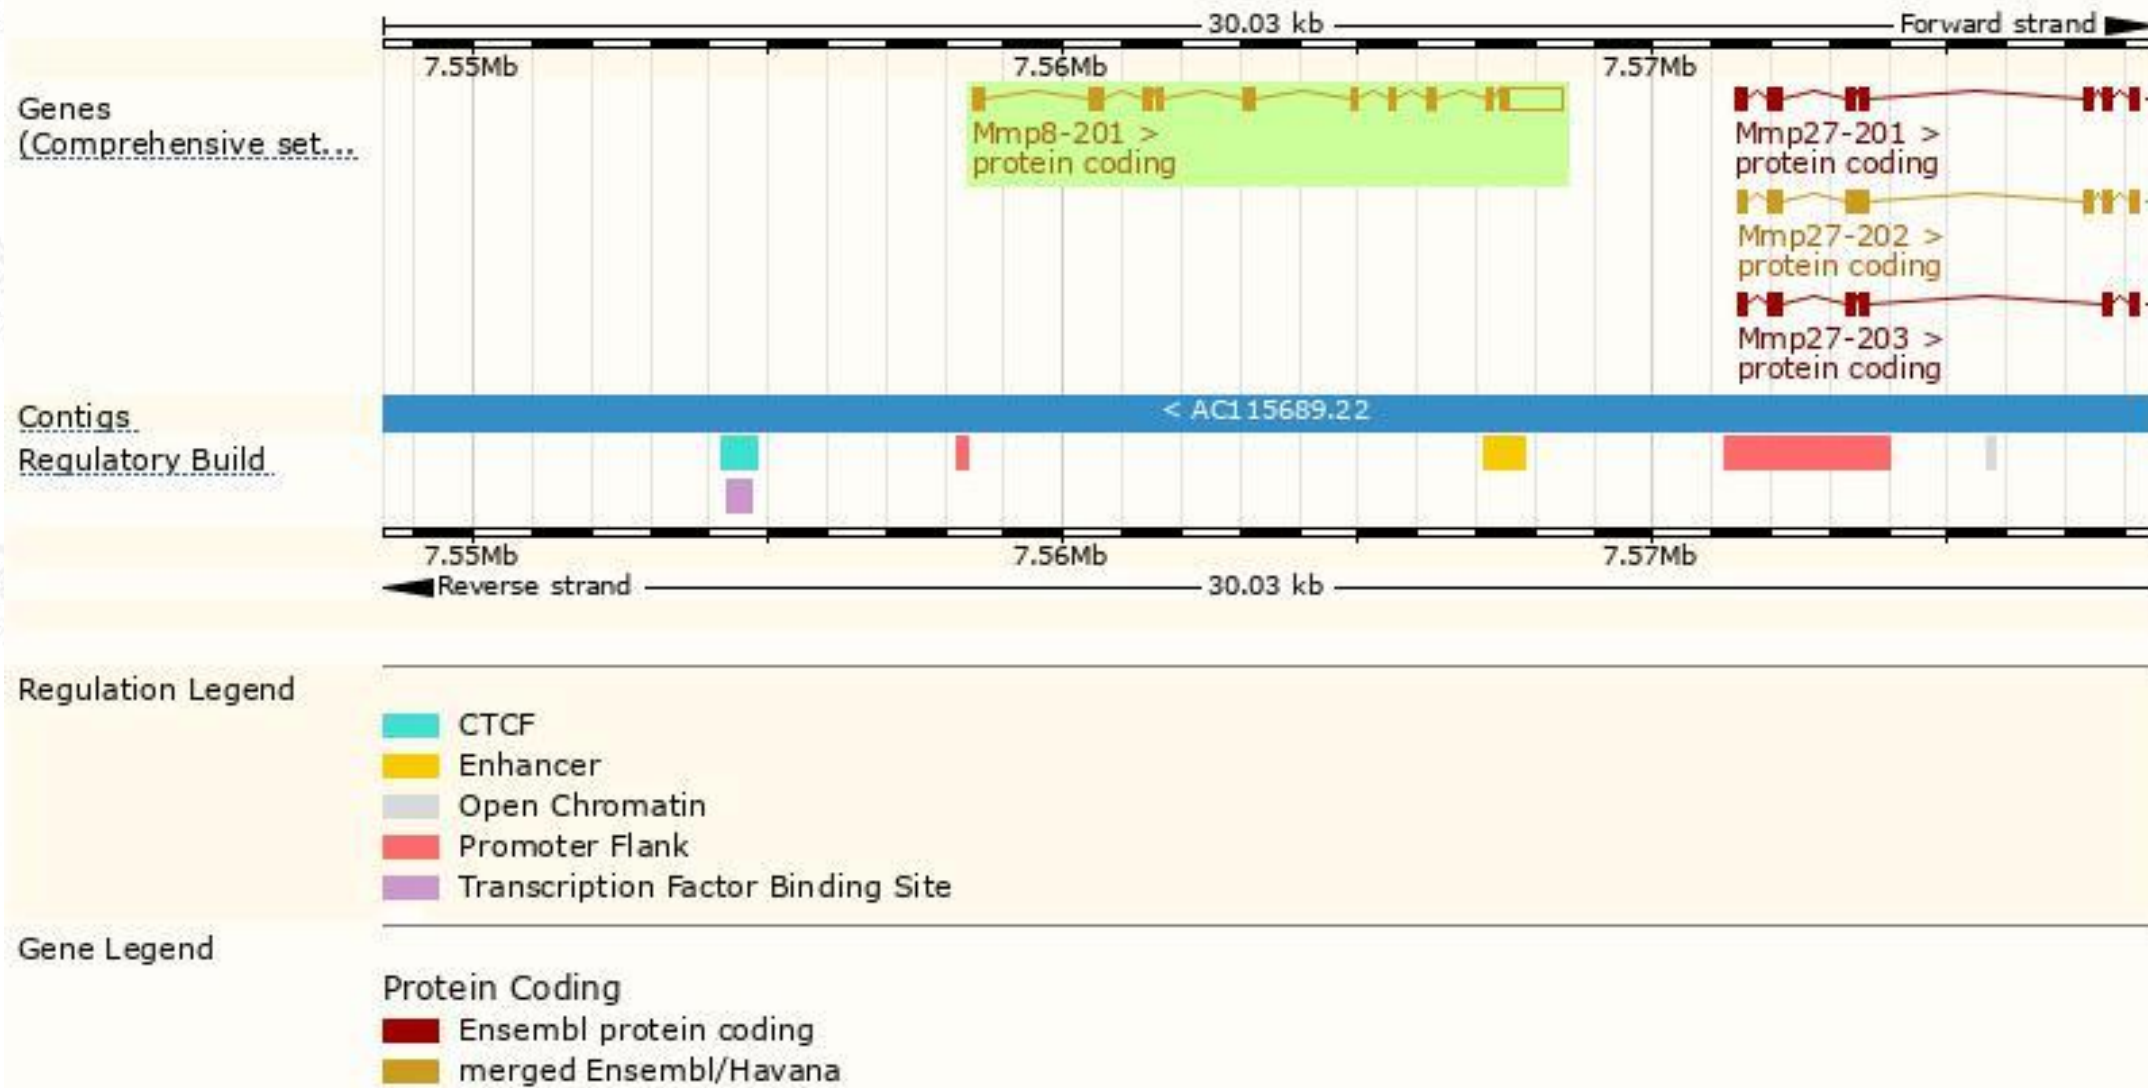 30.03 kb Forward strand
7.55Mb 7.56Mb 7.57Mb
Genes
(Comprehensive set...
Mmp8-201 >
protein coding
Mmp27-201 >
protein coding
Mmp27-202 >
protein coding
Mmp27-203 >
protein coding
Contigs
< AC115689.22
Regulatory Build
7.55Mb 7.56Mb 7.57Mb
Reverse strand 30.03 kb
Regulation Legend
CTCF
Enhancer
Open Chromatin
Promoter Flank
Transcription Factor Binding Site
Gene Legend
Protein Coding
Ensembl protein coding
merged Ensembl/Havana